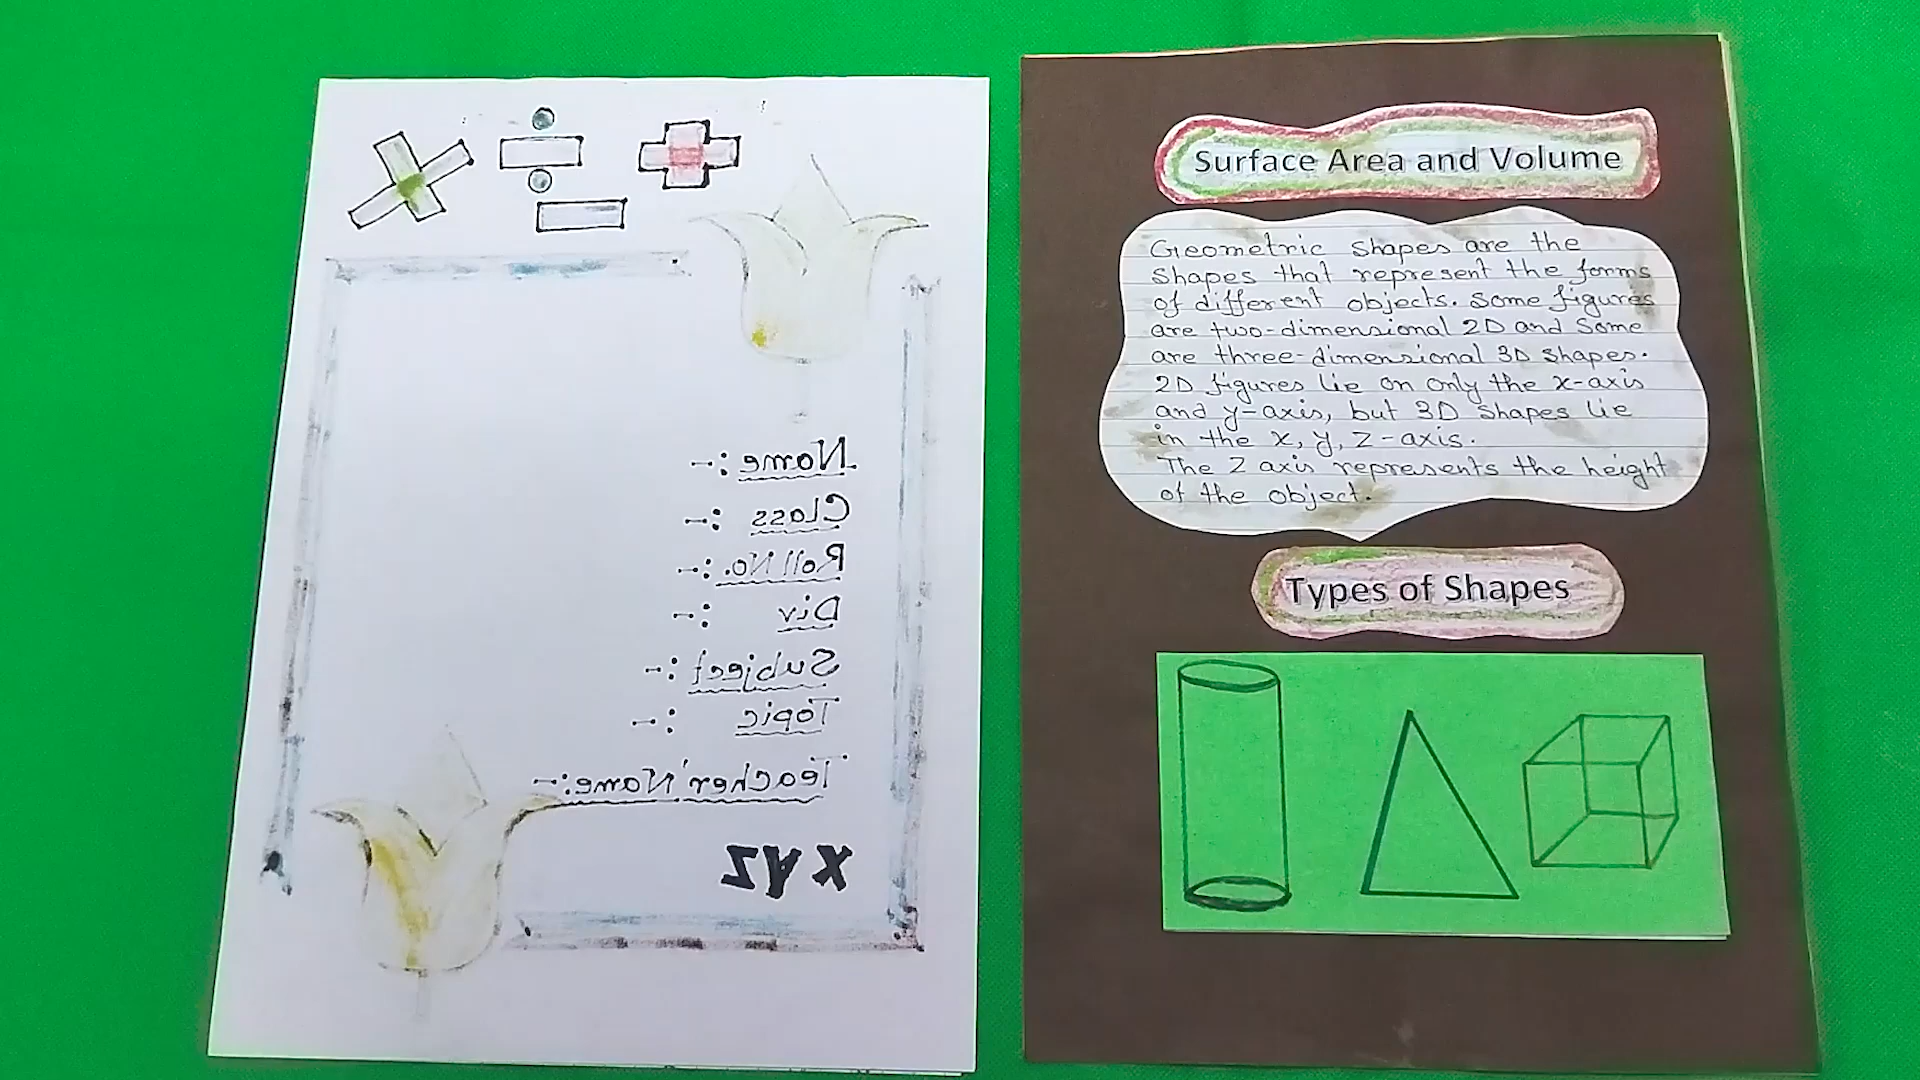 Name :-
Class :-
Roll No. :-
Div :-
Subject :-
Topic :-
Teacher'Name:-
XYZ
Surface Area and Volume
Geometric shapes are the
shapes that represent the forms
of different objects. Some figures
are two-dimensional 2D and some
are three-dimensional 3D shapes.
2D figures lie on only the x-axis
and y-axis, but 3D shapes lie
in the x, y, z-axis.
The Z axis represents the height
of the object.
Types of Shapes